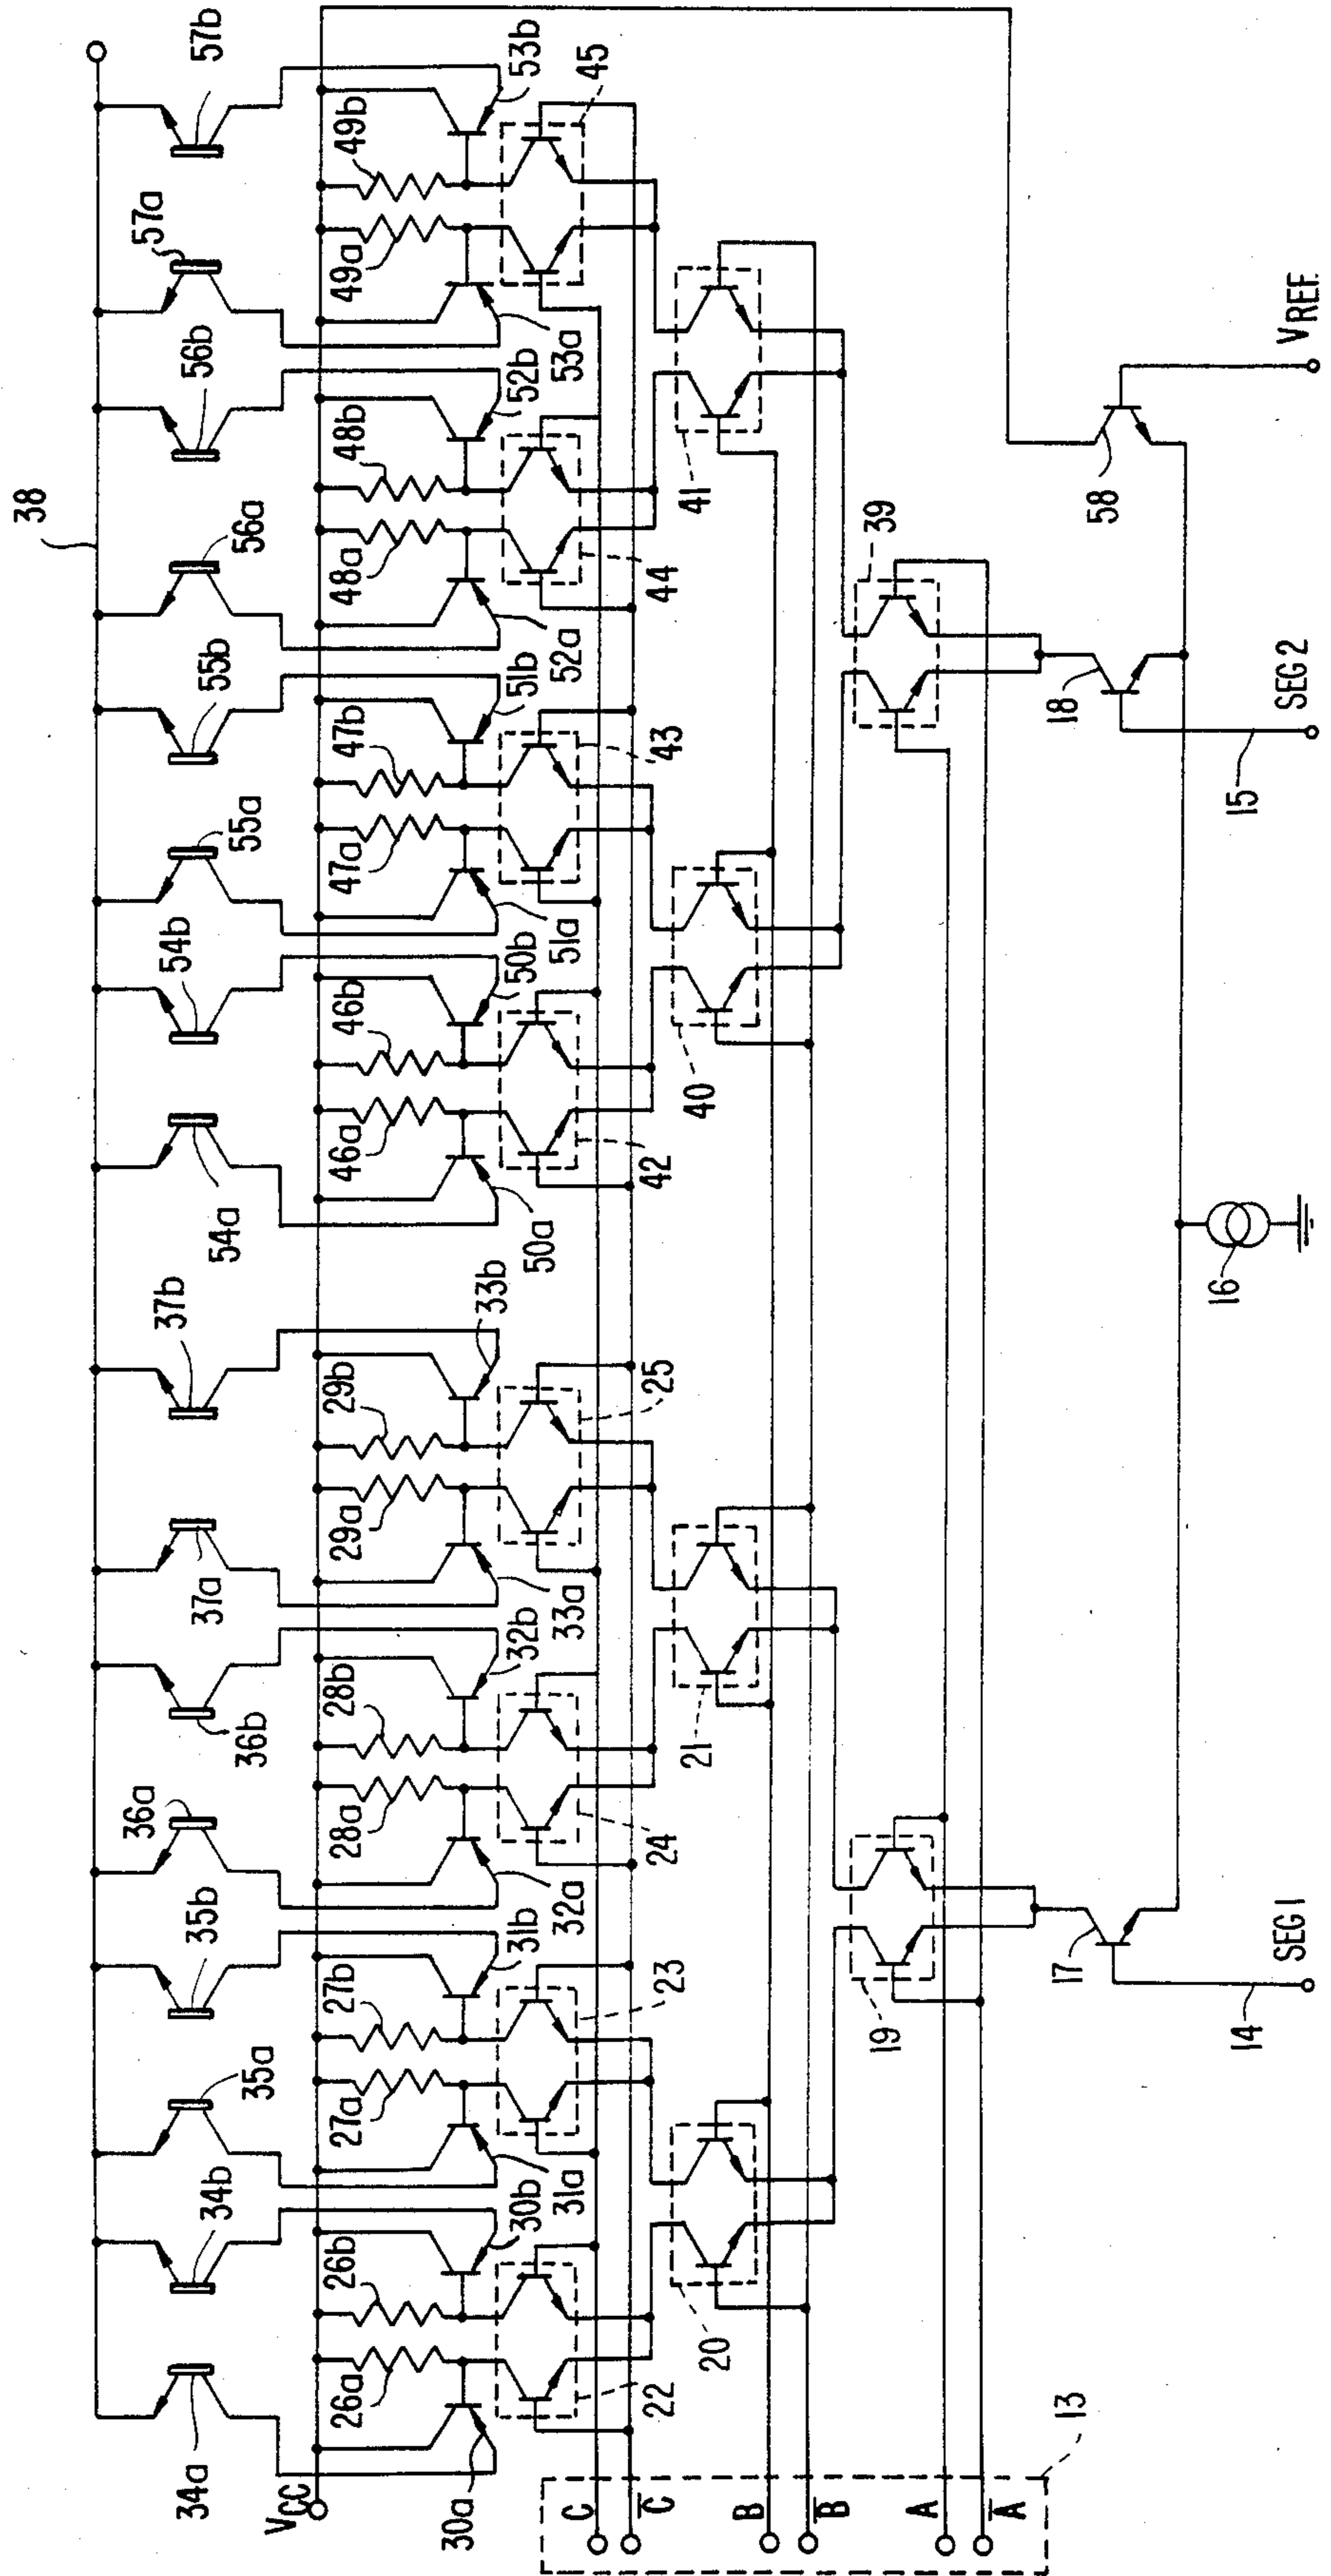 38
34a
34b
35a
35b
36a
36b
37a
37b
54a
54b
55a
55b
56a
56b
57a
57b
VCC
26a
26b
27a
27b
28a
28b
29a
29b
46a
46b
47a
47b
48a
48b
49a
49b
30a
30b
31a
31b
32a
32b
33a
33b
50a
50b
51a
51b
52a
52b
53a
53b
22
23
24
25
42
43
44
45
C
C̅
B
B̅
A
A̅
13
20
21
40
41
19
39
17
18
58
14
SEG 1
16
15
SEG 2
VREF.